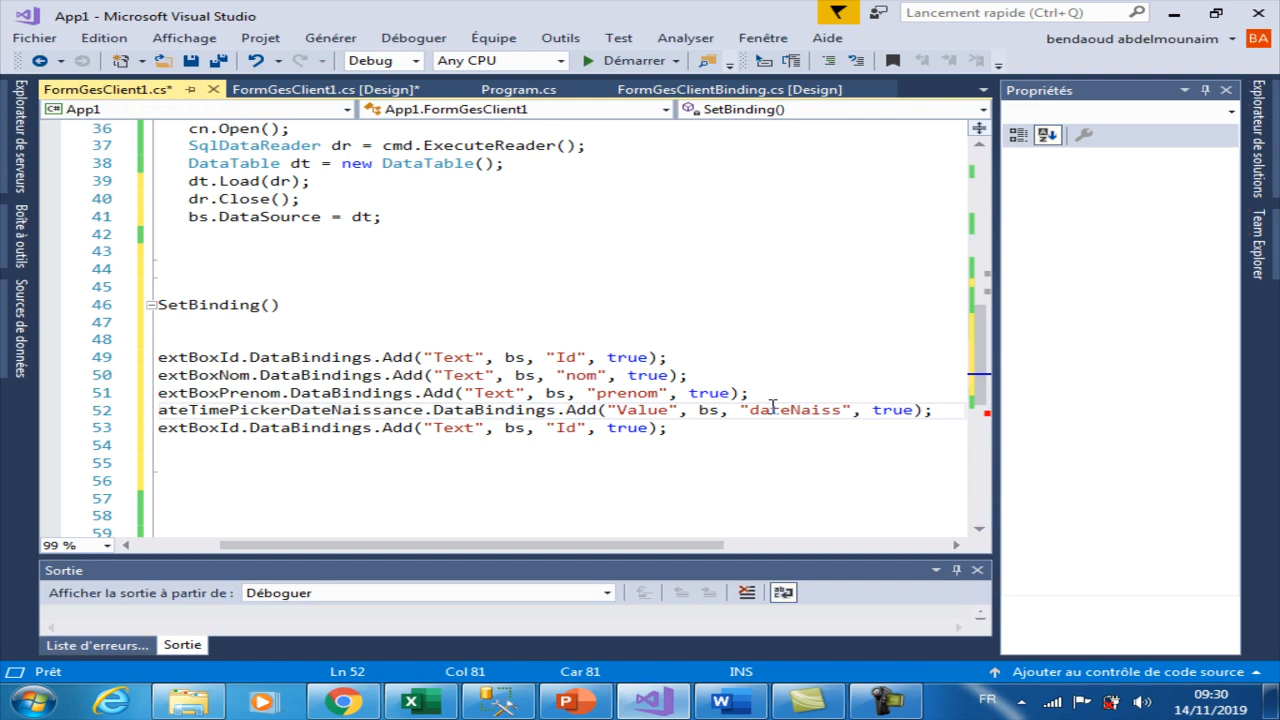 App1 - Microsoft Visual Studio
Lancement rapide (Ctrl+Q)
Fichier Edition Affichage Projet Générer Déboguer Équipe Outils Test Analyser Fenêtre Aide
bendaoud abdelmounaim BA
Debug Any CPU Démarrer
FormGesClient1.cs* FormGesClient1.cs [Design]* Program.cs FormGesClientBinding.cs [Design]
App1 App1.FormGesClient1 SetBinding()
36 cn.Open();
37 SqlDataReader dr = cmd.ExecuteReader();
38 DataTable dt = new DataTable();
39 dt.Load(dr);
40 dr.Close();
41 bs.DataSource = dt;
42
43
44
45
46 SetBinding()
47
48
49 extBoxId.DataBindings.Add("Text", bs, "Id", true);
50 extBoxNom.DataBindings.Add("Text", bs, "nom", true);
51 extBoxPrenom.DataBindings.Add("Text", bs, "prenom", true);
52 ateTimePickerDateNaissance.DataBindings.Add("Value", bs, "dateNaiss", true);
53 extBoxId.DataBindings.Add("Text", bs, "Id", true);
54
55
56
57
58
59
99 %
Explorateur de serveurs
Boîte à outils
Sources de données
Propriétés
Explorateur de solutions
Team Explorer
Sortie
Afficher la sortie à partir de : Déboguer
Liste d'erreurs... Sortie
Prêt Ln 52 Col 81 Car 81 INS Ajouter au contrôle de code source
FR 09:30
14/11/2019